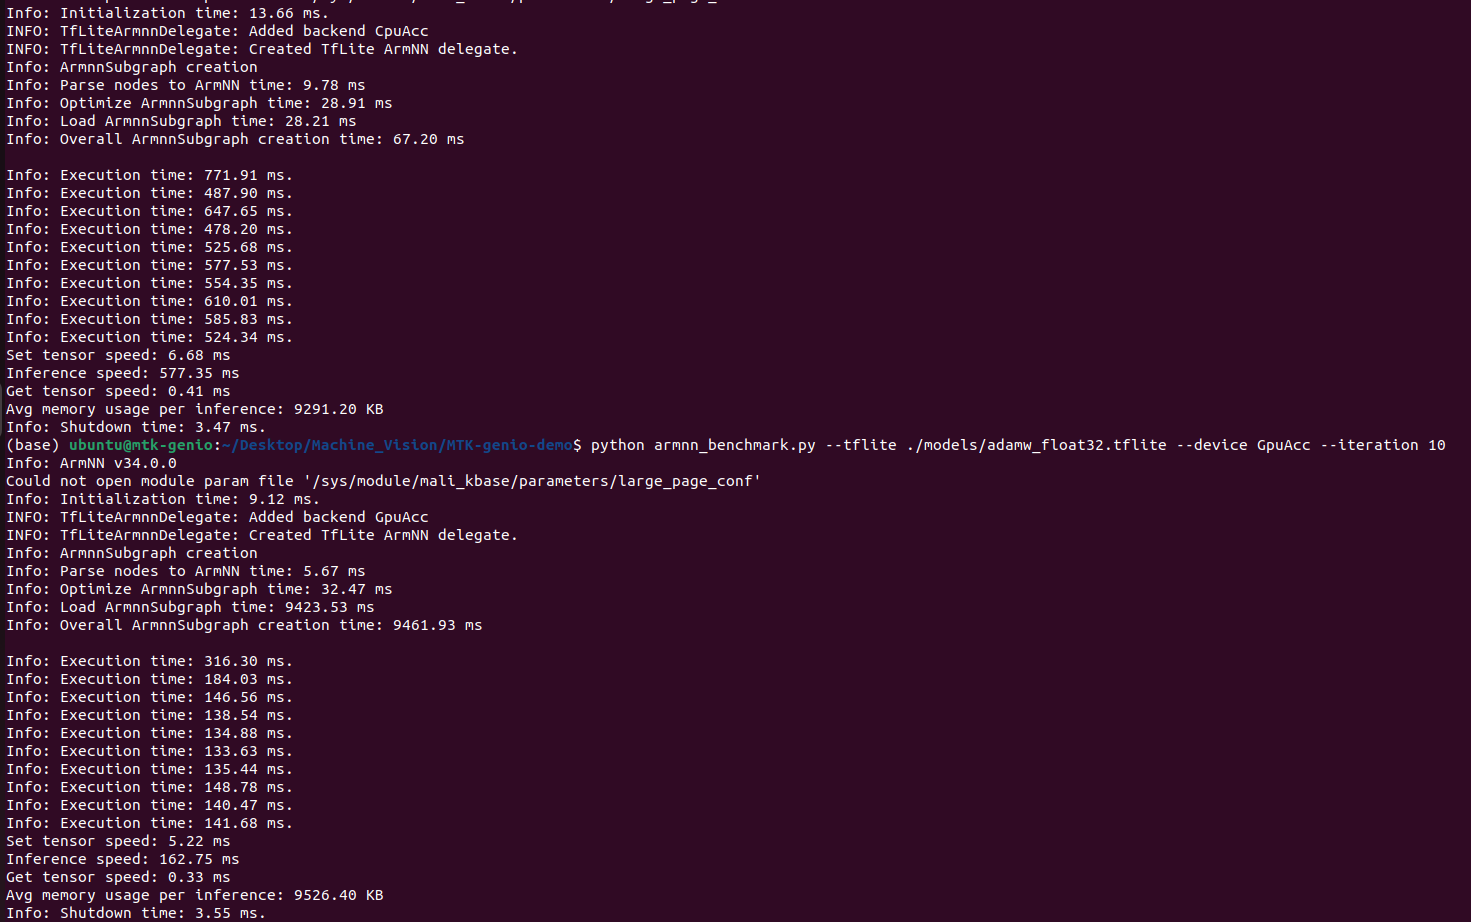 Info: Initialization time: 13.66 ms.
INFO: TfLiteArmnnDelegate: Added backend CpuAcc
INFO: TfLiteArmnnDelegate: Created TfLite ArmNN delegate.
Info: ArmnnSubgraph creation
Info: Parse nodes to ArmNN time: 9.78 ms
Info: Optimize ArmnnSubgraph time: 28.91 ms
Info: Load ArmnnSubgraph time: 28.21 ms
Info: Overall ArmnnSubgraph creation time: 67.20 ms
Info: Execution time: 771.91 ms.
Info: Execution time: 487.90 ms.
Info: Execution time: 647.65 ms.
Info: Execution time: 478.20 ms.
Info: Execution time: 525.68 ms.
Info: Execution time: 577.53 ms.
Info: Execution time: 554.35 ms.
Info: Execution time: 610.01 ms.
Info: Execution time: 585.83 ms.
Info: Execution time: 524.34 ms.
Set tensor speed: 6.68 ms
Inference speed: 577.35 ms
Get tensor speed: 0.41 ms
Avg memory usage per inference: 9291.20 KB
Info: Shutdown time: 3.47 ms.
(base) ubuntu@mtk-genio:~/Desktop/Machine_Vision/MTK-genio-demo$ python armnn_benchmark.py --tflite ./models/adamw_float32.tflite --device GpuAcc --iteration 10
Info: ArmNN v34.0.0
Could not open module param file '/sys/module/mali_kbase/parameters/large_page_conf'
Info: Initialization time: 9.12 ms.
INFO: TfLiteArmnnDelegate: Added backend GpuAcc
INFO: TfLiteArmnnDelegate: Created TfLite ArmNN delegate.
Info: ArmnnSubgraph creation
Info: Parse nodes to ArmNN time: 5.67 ms
Info: Optimize ArmnnSubgraph time: 32.47 ms
Info: Load ArmnnSubgraph time: 9423.53 ms
Info: Overall ArmnnSubgraph creation time: 9461.93 ms
Info: Execution time: 316.30 ms.
Info: Execution time: 184.03 ms.
Info: Execution time: 146.56 ms.
Info: Execution time: 138.54 ms.
Info: Execution time: 134.88 ms.
Info: Execution time: 133.63 ms.
Info: Execution time: 135.44 ms.
Info: Execution time: 148.78 ms.
Info: Execution time: 140.47 ms.
Info: Execution time: 141.68 ms.
Set tensor speed: 5.22 ms
Inference speed: 162.75 ms
Get tensor speed: 0.33 ms
Avg memory usage per inference: 9526.40 KB
Info: Shutdown time: 3.55 ms.